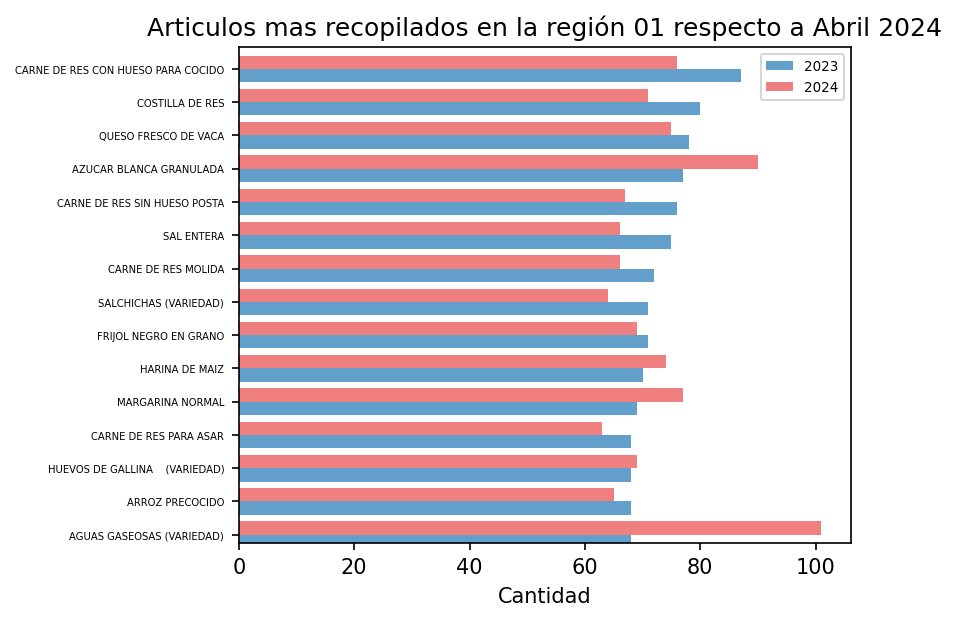 Articulos mas recopilados en la región 01 respecto a Abril 2024
CARNE DE RES CON HUESO PARA COCIDO
COSTILLA DE RES
QUESO FRESCO DE VACA
AZUCAR BLANCA GRANULADA
CARNE DE RES SIN HUESO POSTA
SAL ENTERA
CARNE DE RES MOLIDA
SALCHICHAS (VARIEDAD)
FRIJOL NEGRO EN GRANO
HARINA DE MAIZ
MARGARINA NORMAL
CARNE DE RES PARA ASAR
HUEVOS DE GALLINA    (VARIEDAD)
ARROZ PRECOCIDO
AGUAS GASEOSAS (VARIEDAD)
2023
2024
0 20 40 60 80 100
Cantidad